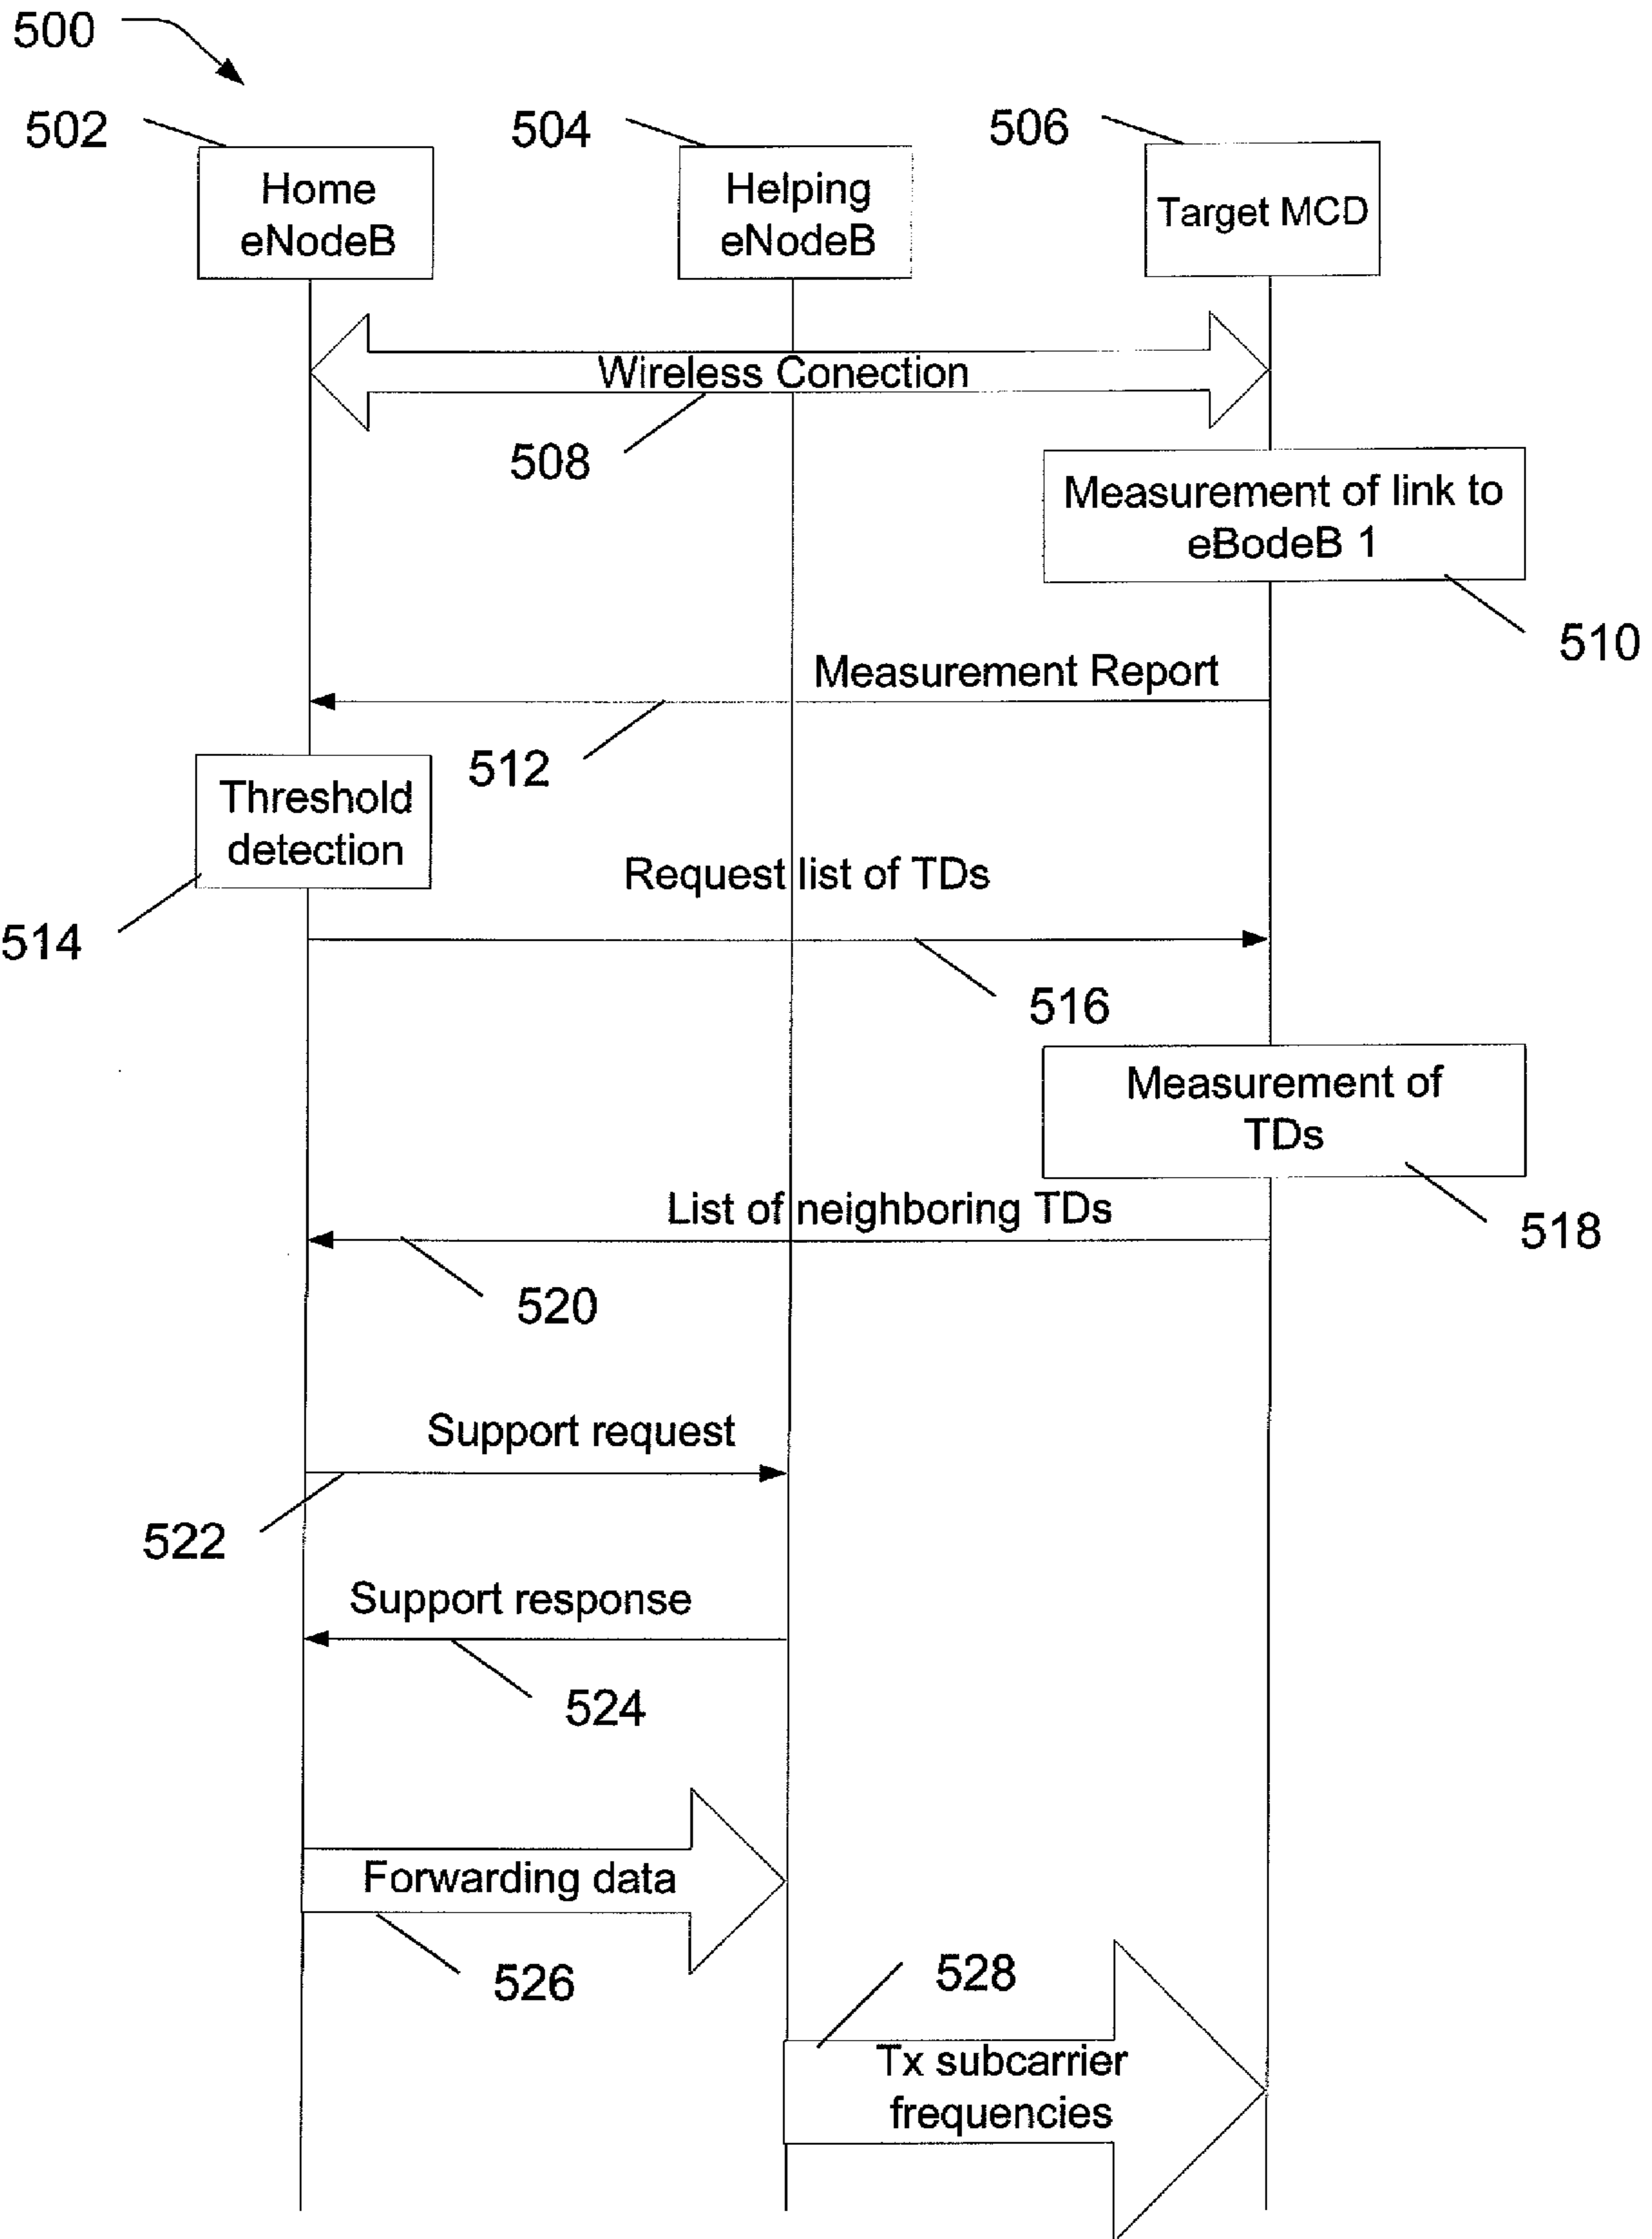 500
502
504
506
Home
eNodeB
Helping
eNodeB
Target MCD
Wireless Conection
508
Measurement of link to
eBodeB 1
510
Measurement Report
512
Threshold
detection
514
Request list of TDs
516
Measurement of
TDs
518
List of neighboring TDs
520
Support request
522
Support response
524
Forwarding data
526
528
Tx subcarrier
frequencies